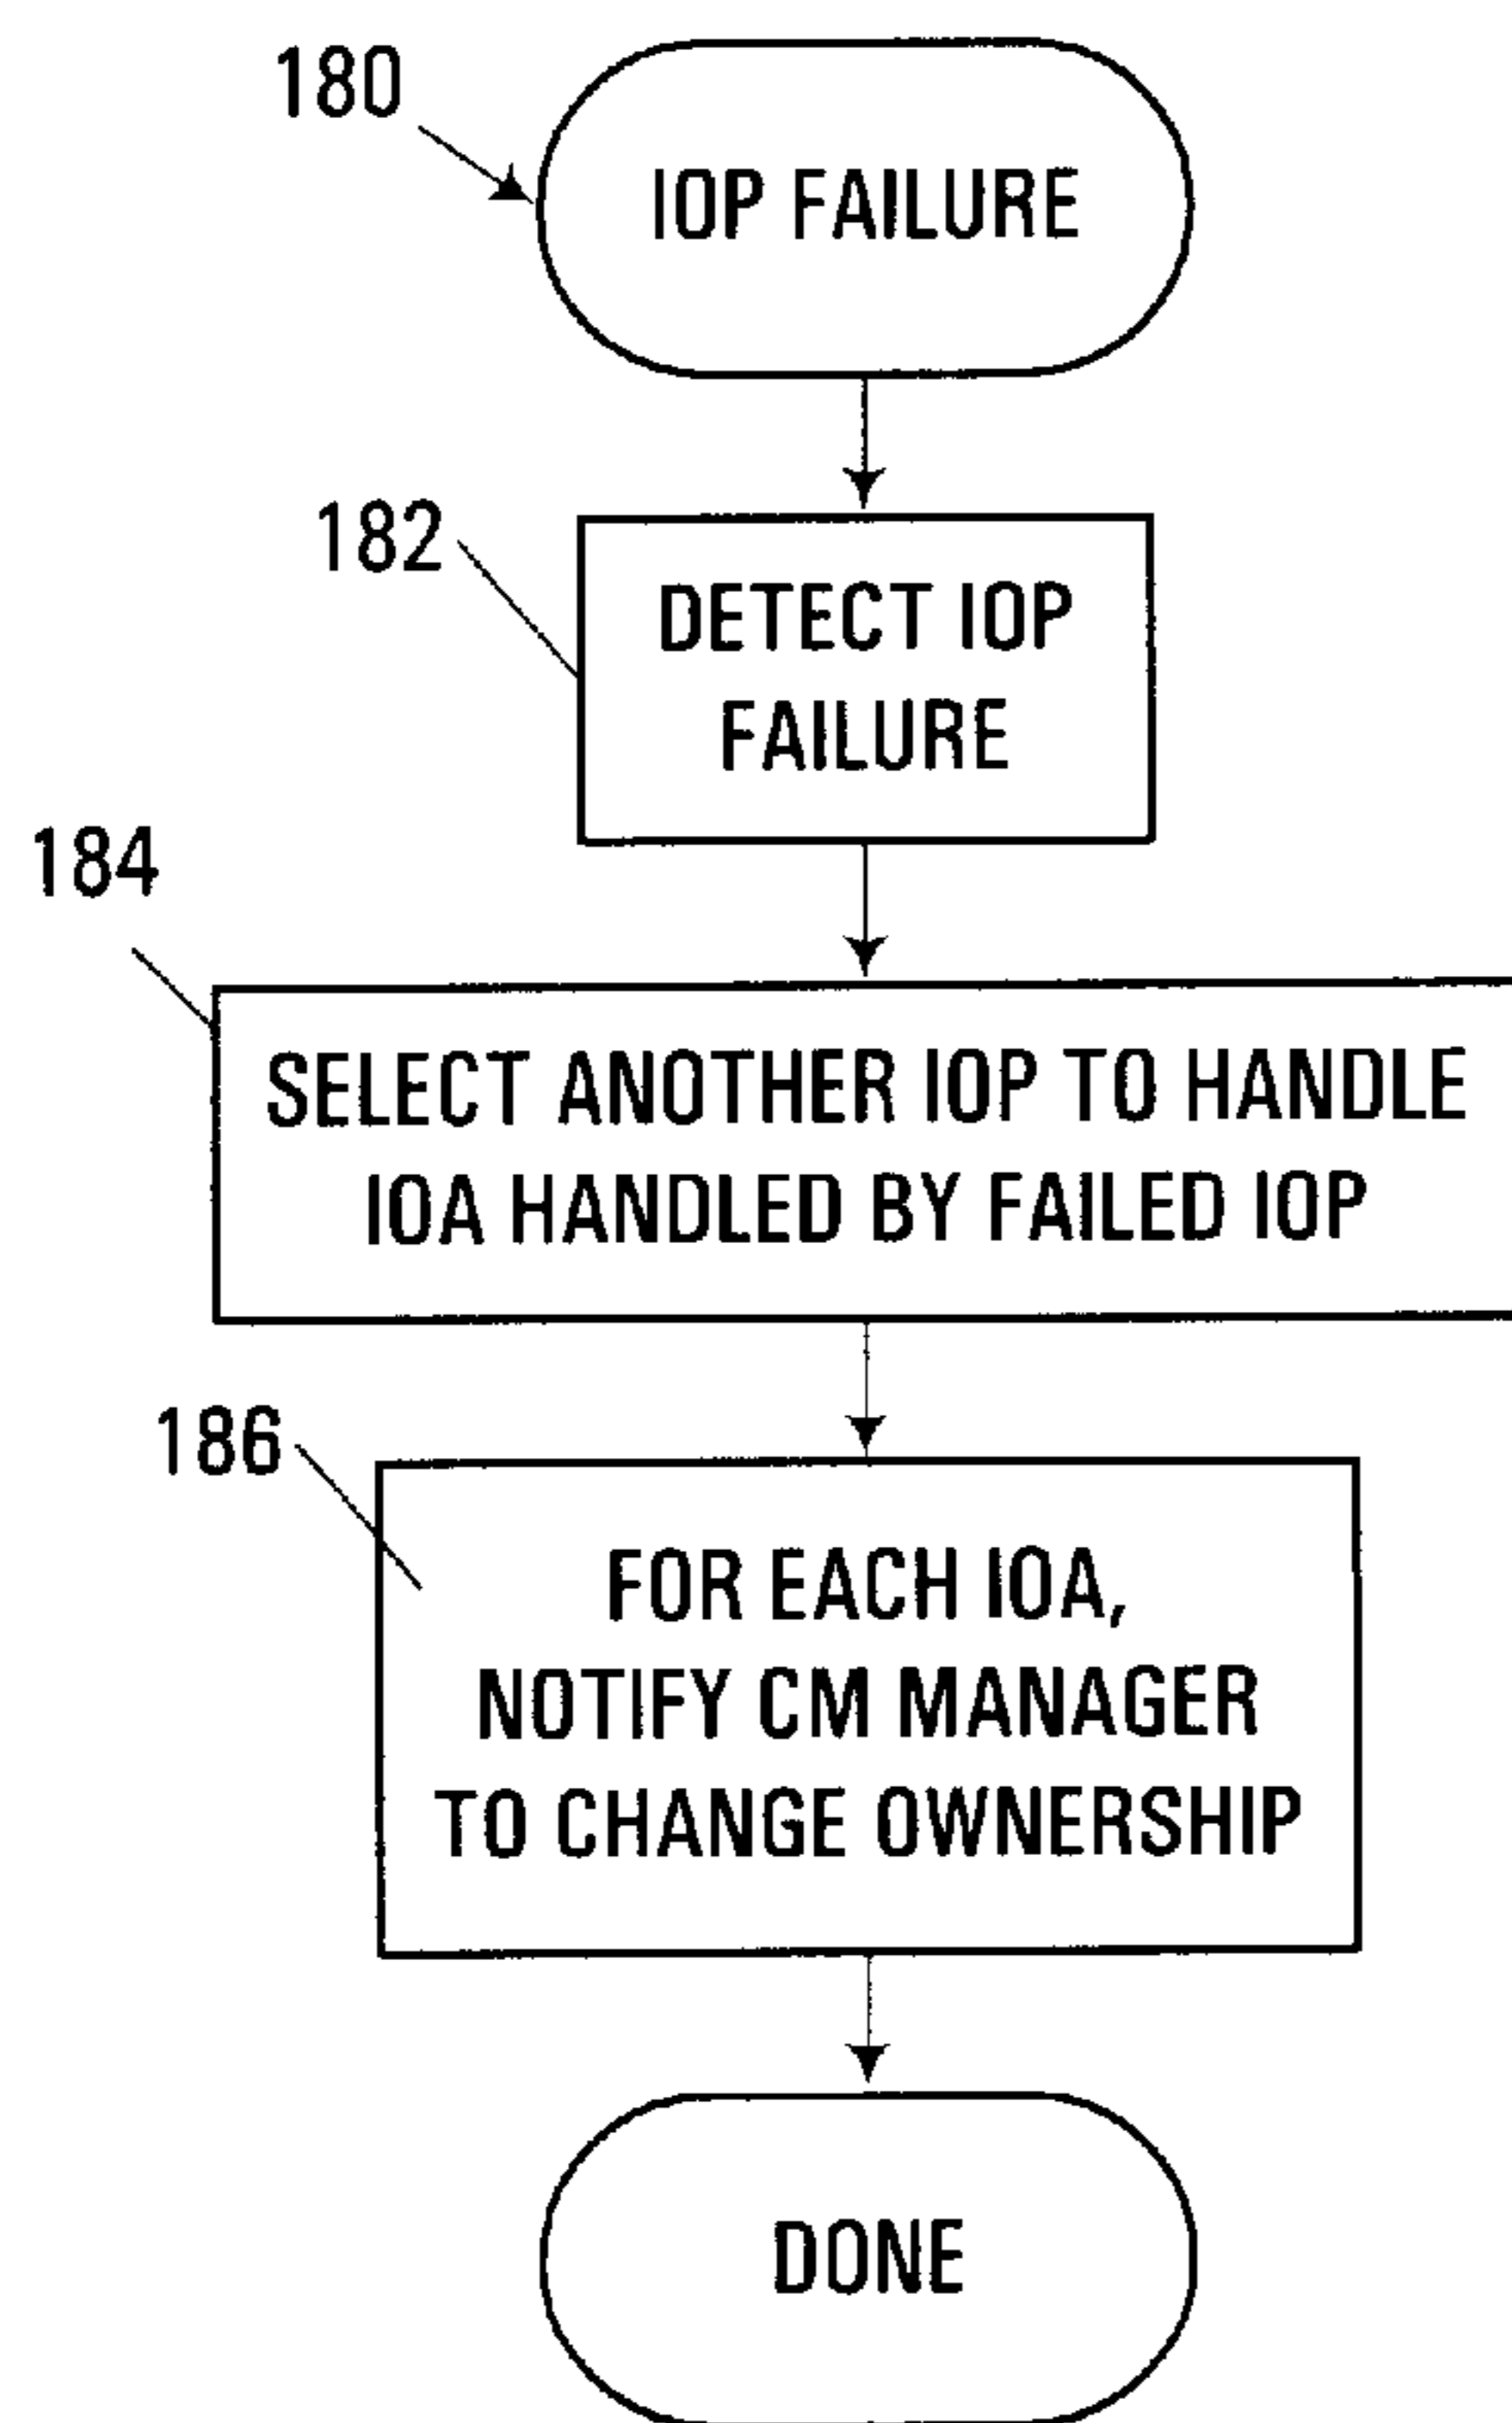 180
IOP FAILURE
182
DETECT IOP
FAILURE
184
SELECT ANOTHER IOP TO HANDLE
IOA HANDLED BY FAILED IOP
186
FOR EACH IOA,
NOTIFY CM MANAGER
TO CHANGE OWNERSHIP
DONE